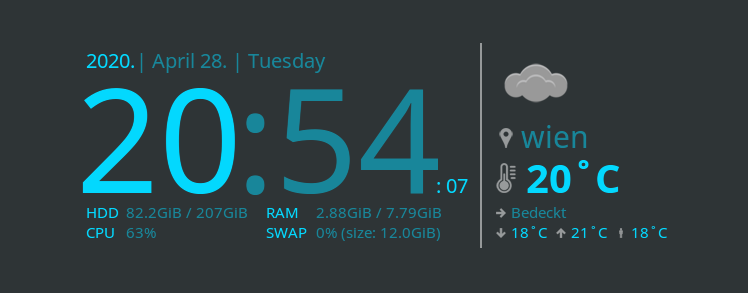 2020.| April 28. | Tuesday
20:54: 07
HDD 82.2GiB / 207GiB RAM 2.88GiB / 7.79GiB
CPU 63% SWAP 0% (size: 12.0GiB)
wien
20°C
Bedeckt
18°C 21°C 18°C